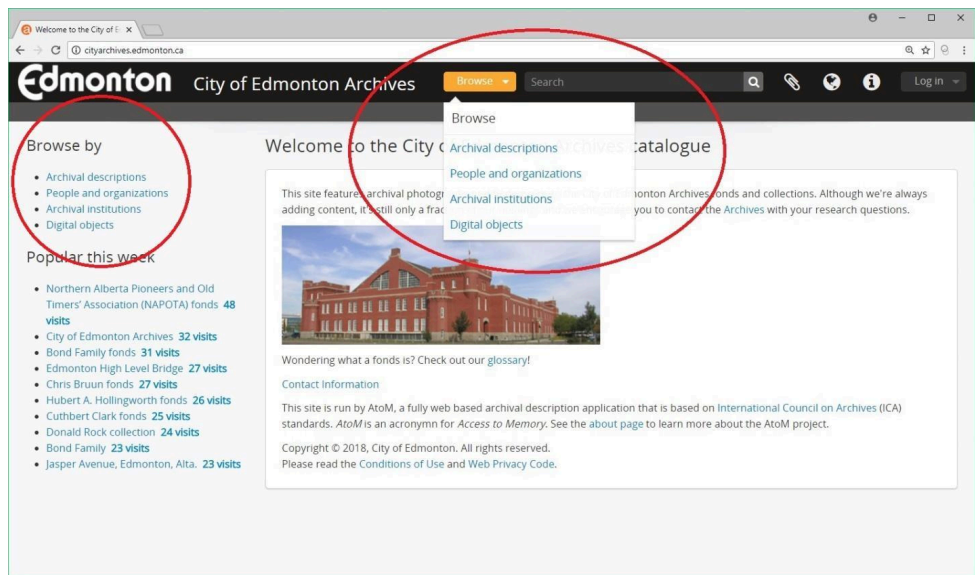 Welcome to the City of E
cityarchives.edmonton.ca
Edmonton City of Edmonton Archives Browse Search Log in
Browse
Archival descriptions
People and organizations
Archival institutions
Digital objects
Browse by
Archival descriptions
People and organizations
Archival institutions
Digital objects
Popular this week
Northern Alberta Pioneers and Old
Timers' Association (NAPOTA) fonds 48
visits
City of Edmonton Archives 32 visits
Bond Family fonds 31 visits
Edmonton High Level Bridge 27 visits
Chris Bruun fonds 27 visits
Hubert A. Hollingworth fonds 26 visits
Cuthbert Clark fonds 25 visits
Donald Rock collection 24 visits
Bond Family 23 visits
Jasper Avenue, Edmonton, Alta. 23 visits
Welcome to the City catalogue
This site features archival Archives fonds and collections. Although we're always
adding content, it's still only a you to contact the Archives with your research questions.
Wondering what a fonds is? Check out our glossary!
Contact Information
This site is run by AtoM, a fully web based archival description application that is based on International Council on Archives (ICA)
standards. AtoM is an acronym for Access to Memory. See the about page to learn more about the AtoM project.
Copyright © 2018, City of Edmonton. All rights reserved.
Please read the Conditions of Use and Web Privacy Code.